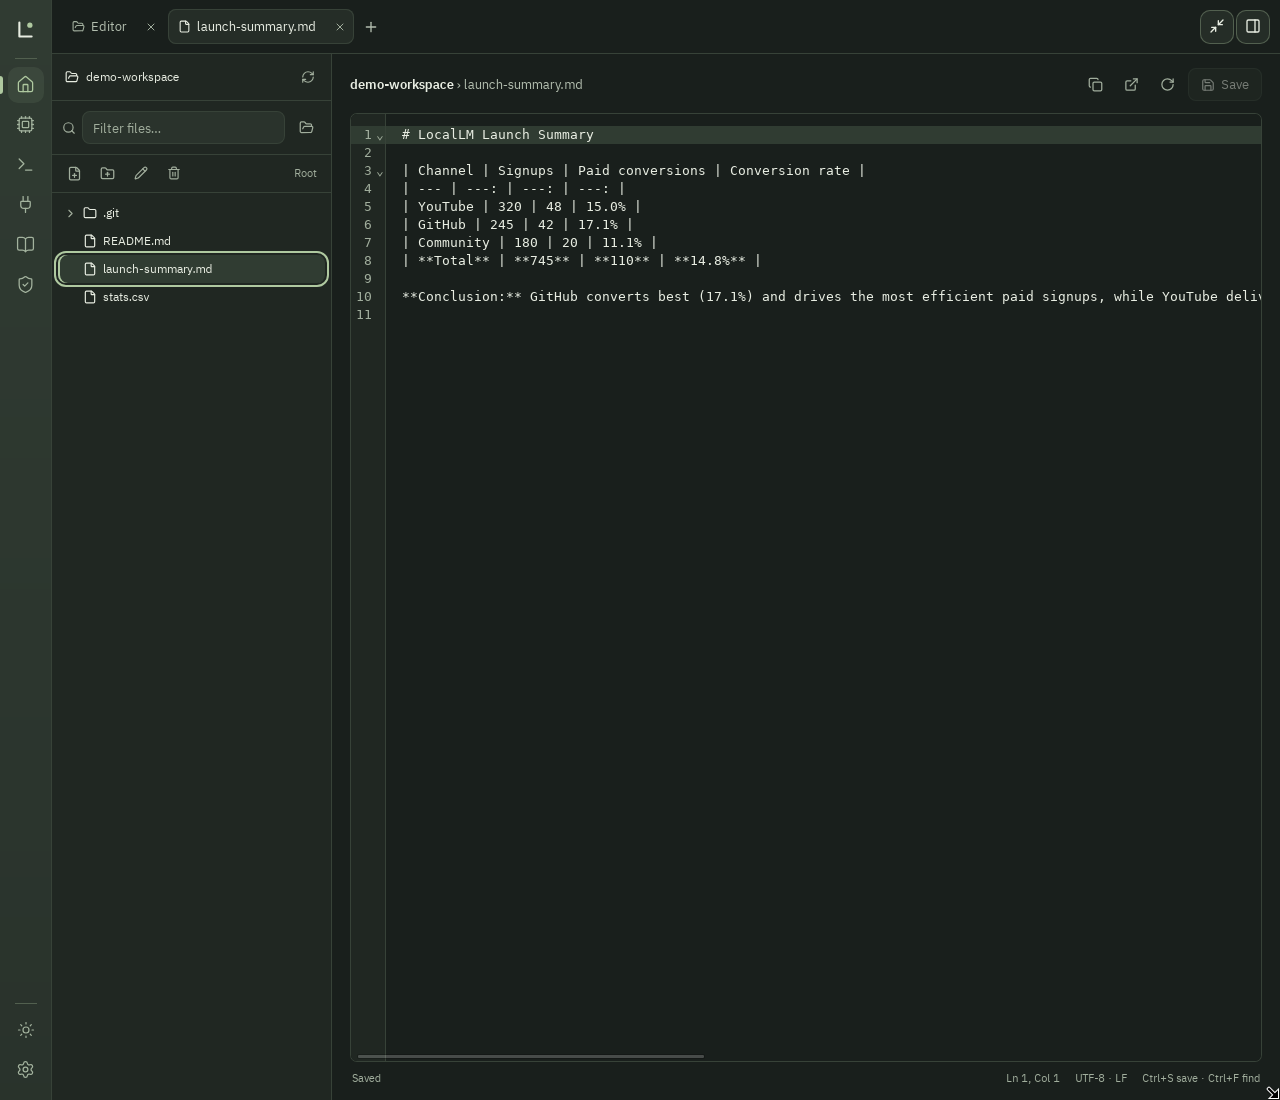 Editor
launch-summary.md
demo-workspace
Filter files...
Root
.git
README.md
launch-summary.md
stats.csv
demo-workspace › launch-summary.md
Save
1 # LocalLM Launch Summary
2
3 | Channel | Signups | Paid conversions | Conversion rate |
4 | --- | ---: | ---: | ---: |
5 | YouTube | 320 | 48 | 15.0% |
6 | GitHub | 245 | 42 | 17.1% |
7 | Community | 180 | 20 | 11.1% |
8 | **Total** | **745** | **110** | **14.8%** |
9
10 **Conclusion:** GitHub converts best (17.1%) and drives the most efficient paid signups, while YouTube
11
Saved
Ln 1, Col 1 UTF-8 · LF Ctrl+S save · Ctrl+F find